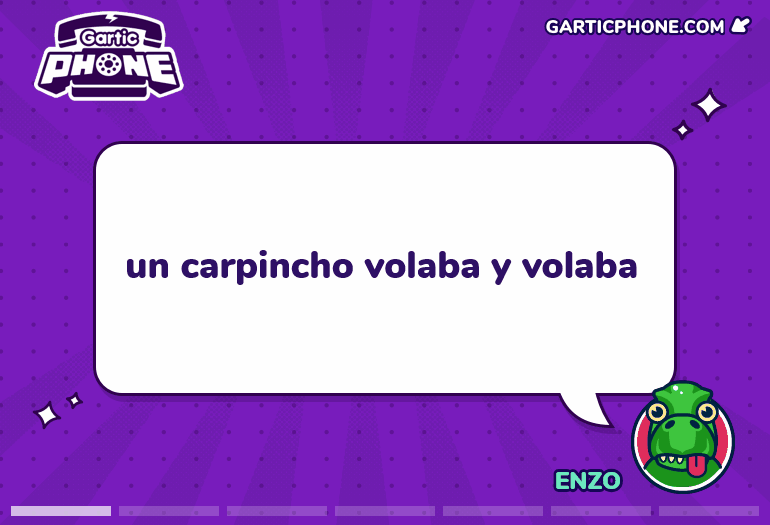 Gartic
PHONE
GARTICPHONE.COM
un carpincho volaba y volaba
ENZO